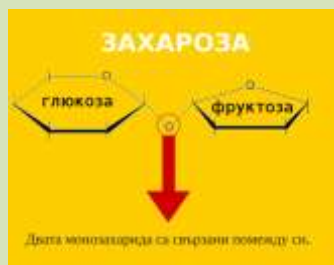 ЗАХАРОЗА
O O
глюкоза фруктоза
O
Двата монозахарида са свързани помежду си.